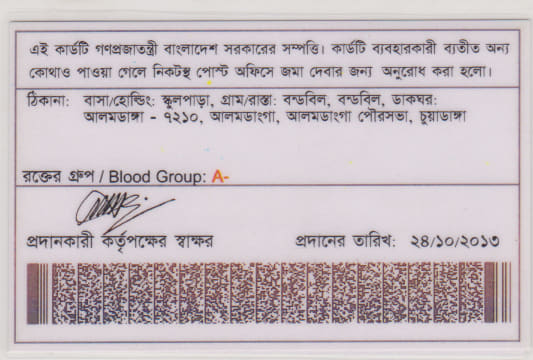 এই কার্ডটি গণপ্রজাতন্ত্রী বাংলাদেশ সরকারের সম্পত্তি। কার্ডটি ব্যবহারকারী ব্যতীত অন্য
কোথাও পাওয়া গেলে নিকটস্থ পোস্ট অফিসে জমা দেবার জন্য অনুরোধ করা হলো।
ঠিকানা: বাসা/হোল্ডিং: স্কুলপাড়া, গ্রাম/রাস্তা: বন্ডবিল, বন্ডবিল, ডাকঘর:
আলমডাঙ্গা - ৭২১০, আলমডাংগা, আলমডাংগা পৌরসভা, চুয়াডাঙ্গা
রক্তের গ্রুপ / Blood Group: A-
প্রদানকারী কর্তৃপক্ষের স্বাক্ষর প্রদানের তারিখ: ২৪/১০/২০১৩